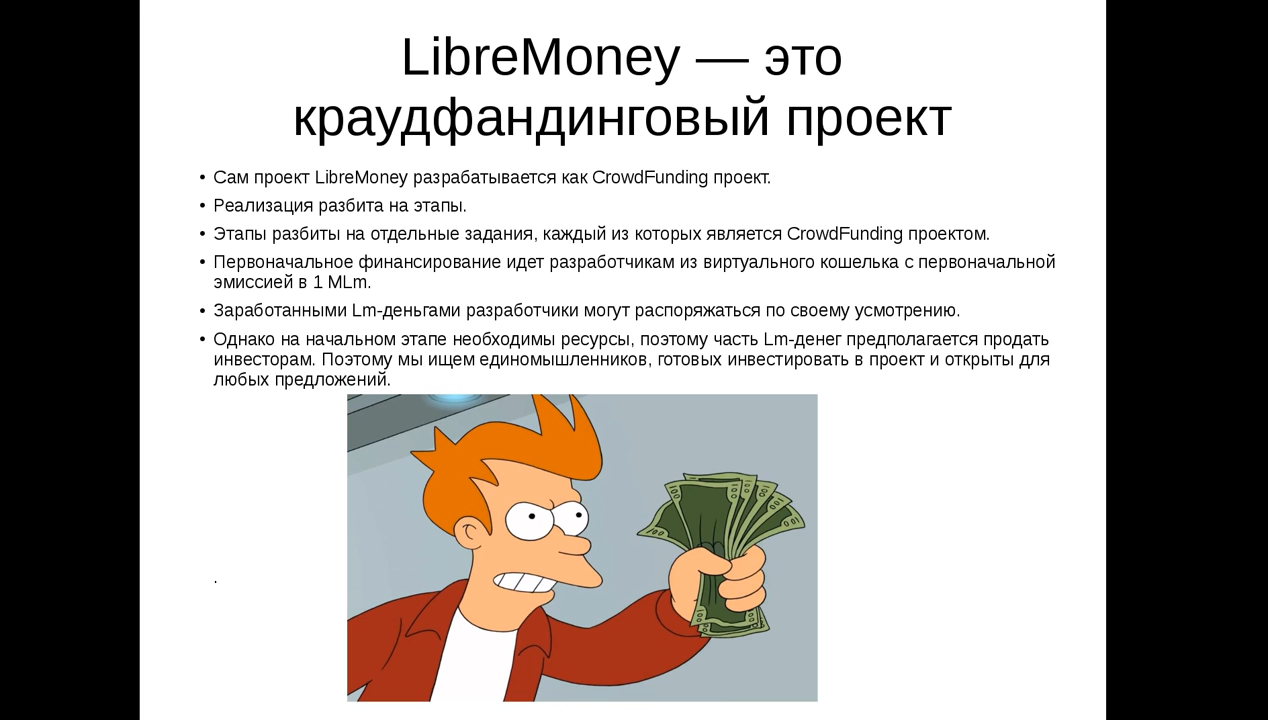 LibreMoney — это
краудфандинговый проект
• Сам проект LibreMoney разрабатывается как CrowdFunding проект.
• Реализация разбита на этапы.
• Этапы разбиты на отдельные задания, каждый из которых является CrowdFunding проектом.
• Первоначальное финансирование идет разработчикам из виртуального кошелька с первоначальной
эмиссией в 1 MLm.
• Заработанными Lm-деньгами разработчики могут распоряжаться по своему усмотрению.
• Однако на начальном этапе необходимы ресурсы, поэтому часть Lm-денег предполагается продать
инвесторам. Поэтому мы ищем единомышленников, готовых инвестировать в проект и открыты для
любых предложений.
.